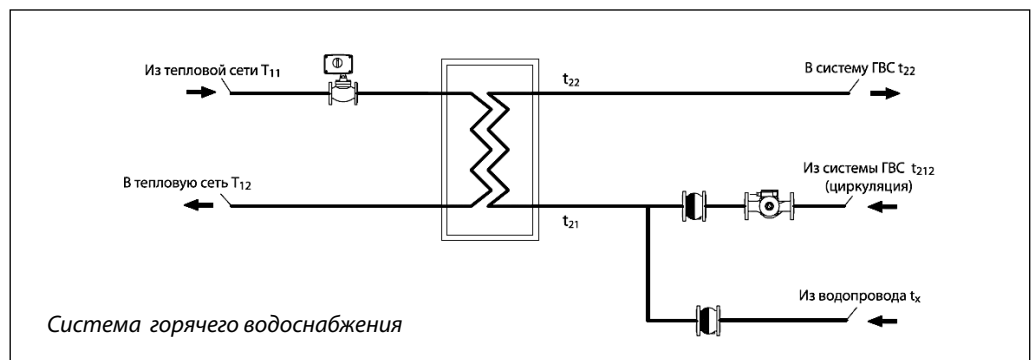 Из тепловой сети T11
t22
В систему ГВС t22
В тепловую сеть T12
t21
Из системы ГВС t212
(циркуляция)
Из водопровода tх
Система горячего водоснабжения